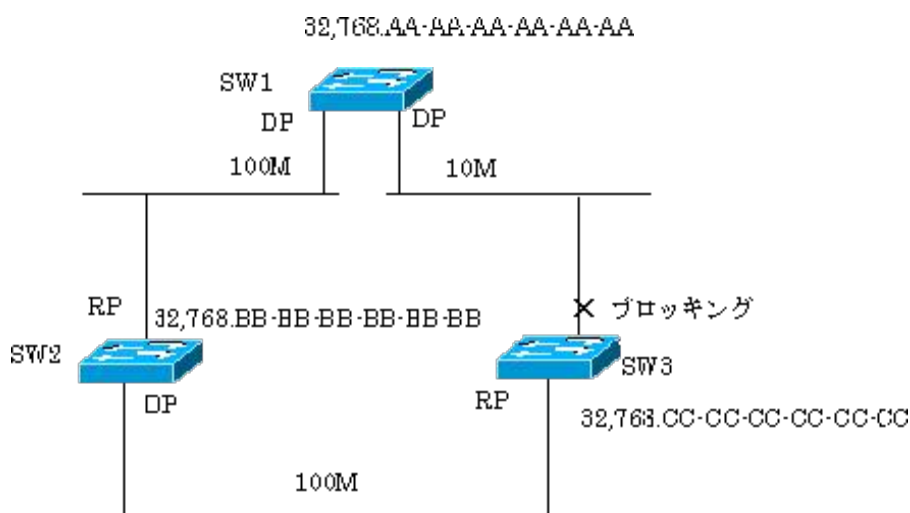 32,768.AA-AA-AA-AA-AA-AA
SW1
DP
DP
100M
10M
RP
32,768.BB-BB-BB-BB-BB-BB
ブロッキング
SW2
SW3
DP
RP
32,768.CC-CC-CC-CC-CC-CC
100M